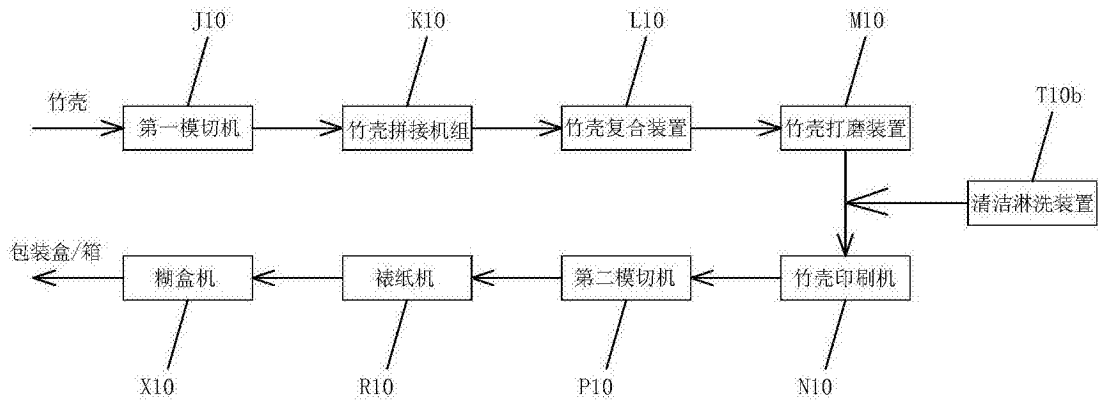 J10
K10
L10
M10
竹壳
第一模切机
竹壳拼接机组
竹壳复合装置
竹壳打磨装置
T10b
清洁淋洗装置
包装盒/箱
糊盒机
裱纸机
第二模切机
竹壳印刷机
X10
R10
P10
N10